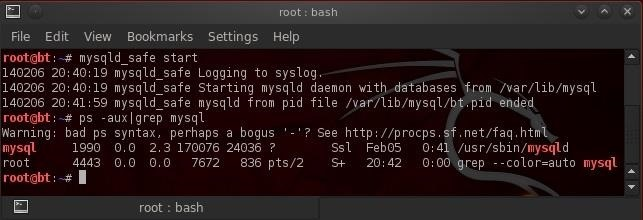 root : bash
File Edit View Bookmarks Settings Help
root@bt:~# mysqld_safe start
140206 20:40:19 mysqld_safe Logging to syslog.
140206 20:40:19 mysqld_safe Starting mysqld daemon with databases from /var/lib/mysql
140206 20:41:59 mysqld_safe mysqld from pid file /var/lib/mysql/bt.pid ended
root@bt:~# ps -aux|grep mysql
Warning: bad ps syntax, perhaps a bogus '-'? See http://procps.sf.net/faq.html
mysql 1990 0.0 2.3 170076 24036 ? Ssl Feb05 0:41 /usr/sbin/mysqld
root 4443 0.0 0.0 7672 836 pts/2 S+ 20:42 0:00 grep --color=auto mysql
root@bt:~#
root : bash